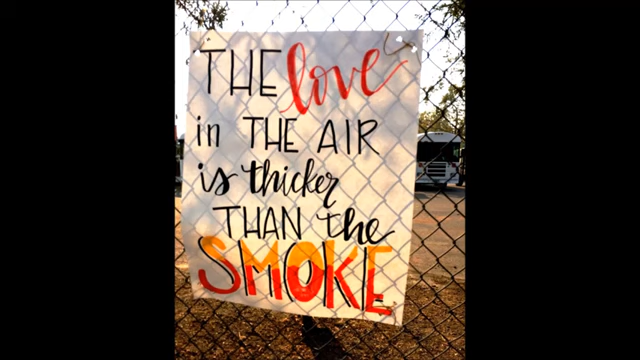 THE love
in THE AIR
is thicker
THAN the
SMOKE